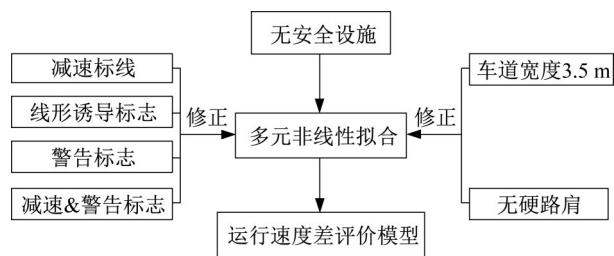 无安全设施
减速标线
线形诱导标志
警告标志
减速&警告标志
修正
多元非线性拟合
修正
车道宽度3.5 m
无硬路肩
运行速度差评价模型